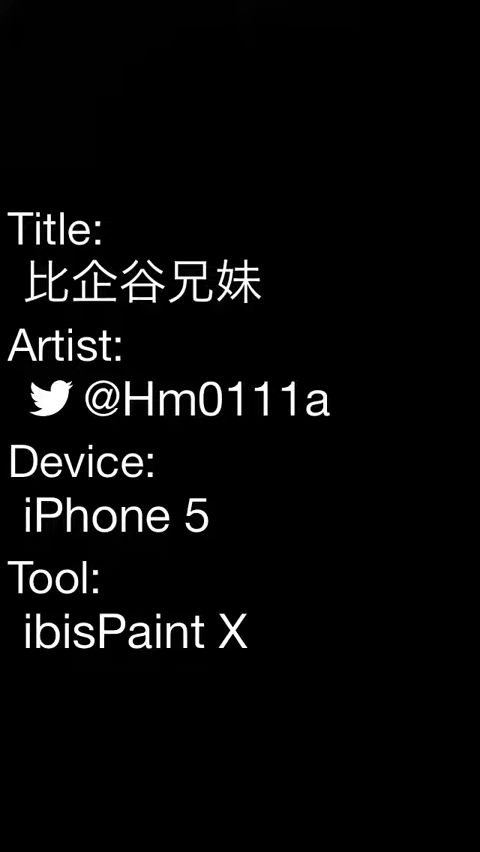 Title:
比企谷兄妹
Artist:
@Hm0111a
Device:
iPhone 5
Tool:
ibisPaint X